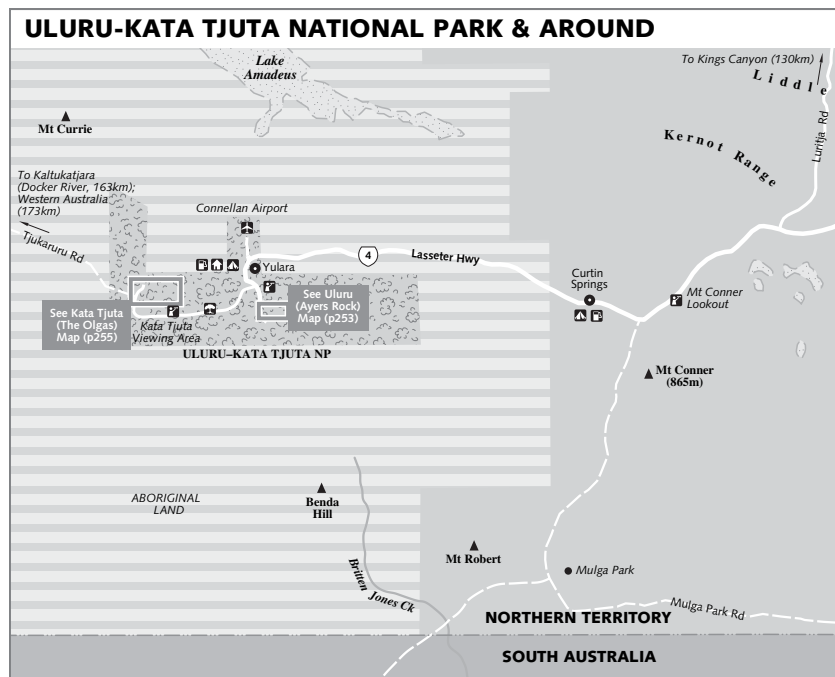 ULURU-KATA TJUTA NATIONAL PARK & AROUND
To Kings Canyon (130km)
Liddle
Lake
Amadeus
Luritja Rd
Mt Currie
Kernot Range
To Kaltukatjara
(Docker River, 163km);
Western Australia
(173km)
Connellan Airport
Tjukaruru Rd
4
Lasseter Hwy
Yulara
Curtin
Springs
Mt Conner
Lookout
See Uluru
(Ayers Rock)
Map (p253)
See Kata Tjuta
(The Olgas)
Map (p255)
Kata Tjuta
Viewing Area
ULURU–KATA TJUTA NP
Mt Conner
(865m)
ABORIGINAL
LAND
Benda
Hill
Mt Robert
Britten Jones Ck
Mulga Park
Mulga Park Rd
NORTHERN TERRITORY
SOUTH AUSTRALIA